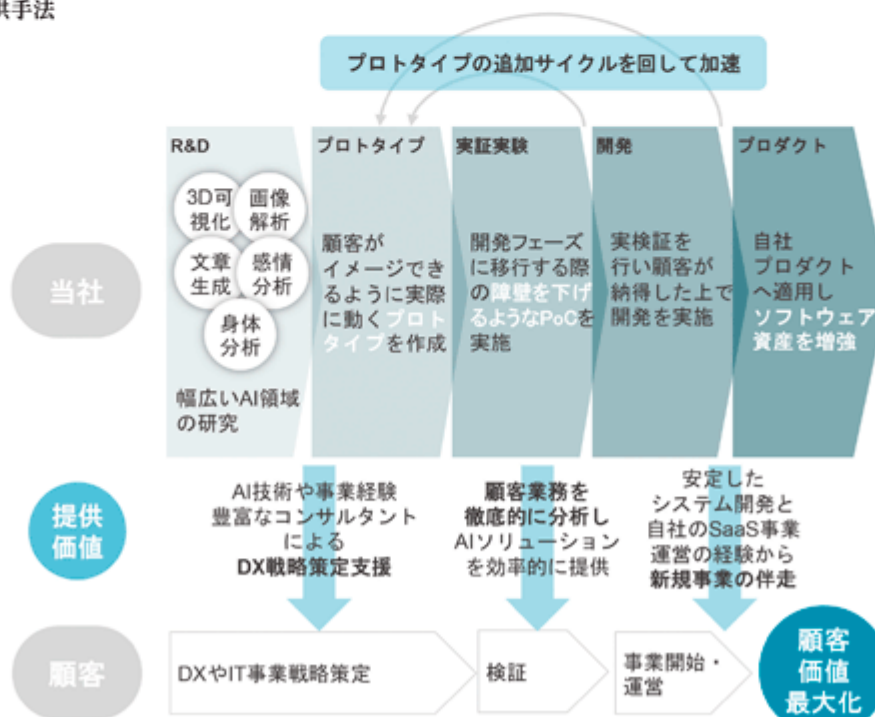 供手法
プロトタイプの追加サイクルを回して加速
R&D
3D可
視化
画像
解析
文章
生成
感情
分析
身体
分析
幅広いAI領域
の研究
プロトタイプ
顧客が
イメージでき
るように実際
に動くプロト
タイプを作成
実証実験
開発フェーズ
に移行する際
の障壁を下げ
るようなPoCを
実施
開発
実検証を
行い顧客が
納得した上で
開発を実施
プロダクト
自社
プロダクト
へ適用し
ソフトウェア
資産を増強
当社
提供
価値
AI技術や事業経験
豊富なコンサルタント
による
DX戦略策定支援
顧客業務を
徹底的に分析し
AIソリューション
を効率的に提供
安定した
システム開発と
自社のSaaS事業
運営の経験から
新規事業の伴走
顧客
DXやIT事業戦略策定
検証
事業開始・
運営
顧客
価値
最大化